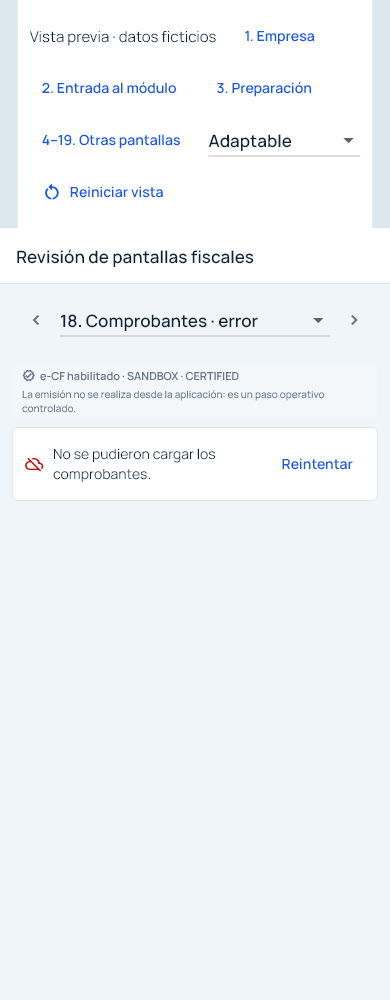 Vista previa · datos ficticios
1. Empresa
2. Entrada al módulo
3. Preparación
4–19. Otras pantallas
Adaptable
Reiniciar vista
Revisión de pantallas fiscales
18. Comprobantes · error
e-CF habilitado · SANDBOX · CERTIFIED
La emisión no se realiza desde la aplicación: es un paso operativo
controlado.
No se pudieron cargar los
comprobantes.
Reintentar